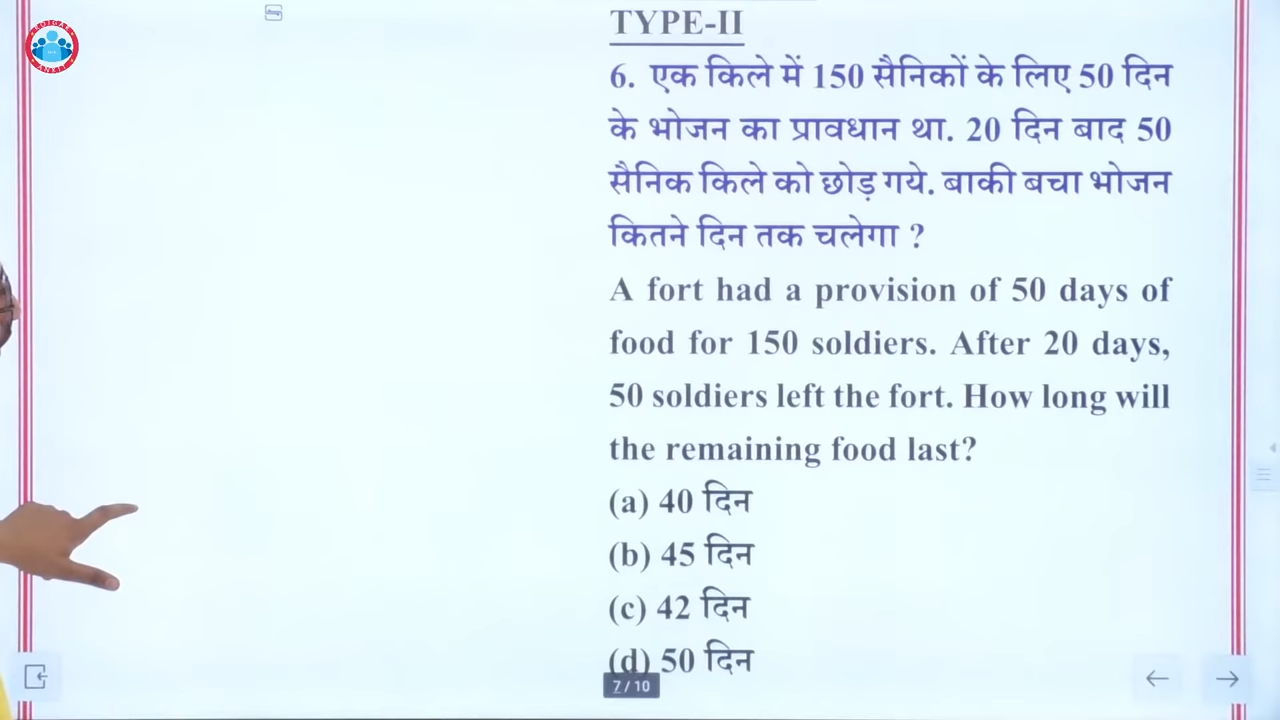 ROJGAR
ANKIT
TYPE-II
6. एक किले में 150 सैनिकों के लिए 50 दिन
के भोजन का प्रावधान था. 20 दिन बाद 50
सैनिक किले को छोड़ गये. बाकी बचा भोजन
कितने दिन तक चलेगा ?
A fort had a provision of 50 days of
food for 150 soldiers. After 20 days,
50 soldiers left the fort. How long will
the remaining food last?
(a) 40 दिन
(b) 45 दिन
(c) 42 दिन
(d) 50 दिन
7 / 10